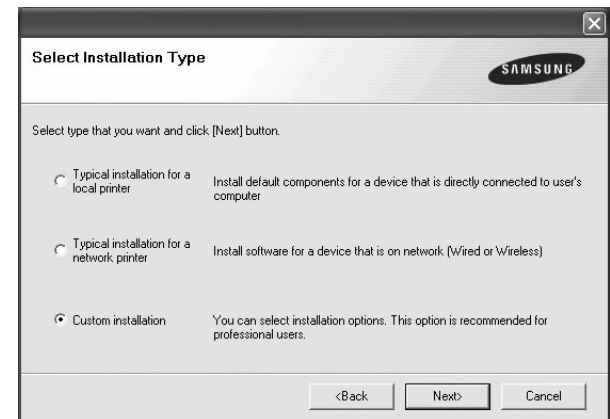 Select Installation Type
SAMSUNG
Select type that you want and click [Next] button.
Typical installation for a
local printer
Install default components for a device that is directly connected to user's
computer
Typical installation for a
network printer
Install software for a device that is on network (Wired or Wireless)
Custom installation
You can select installation options. This option is recommended for
professional users.
<Back
Next>
Cancel